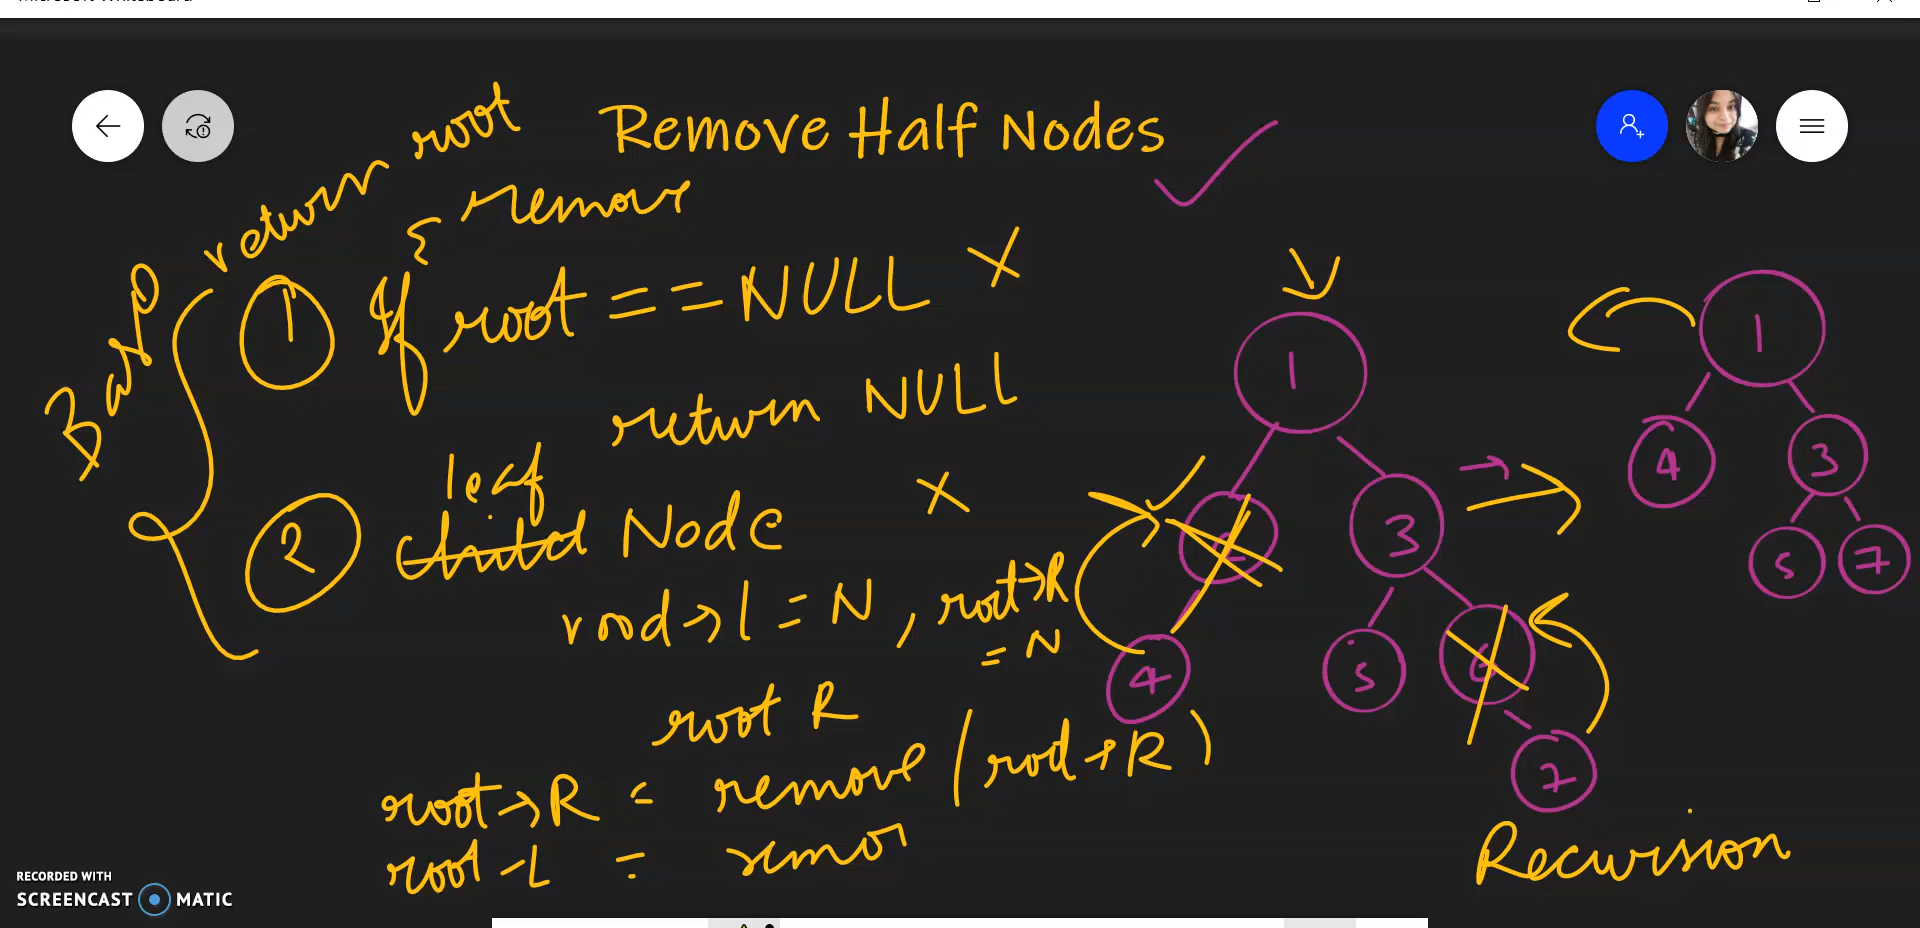 Remove Half Nodes
return root
{ remove
Base
1 If root == NULL X
return NULL
leaf
2 Child Node X
root → l = N, root → R
= N
root R
root → R = remove (root → R)
root - L =
1
2
3
4
5
6
7
1
4
3
5
7
Recursion
RECORDED WITH
SCREENCAST MATIC